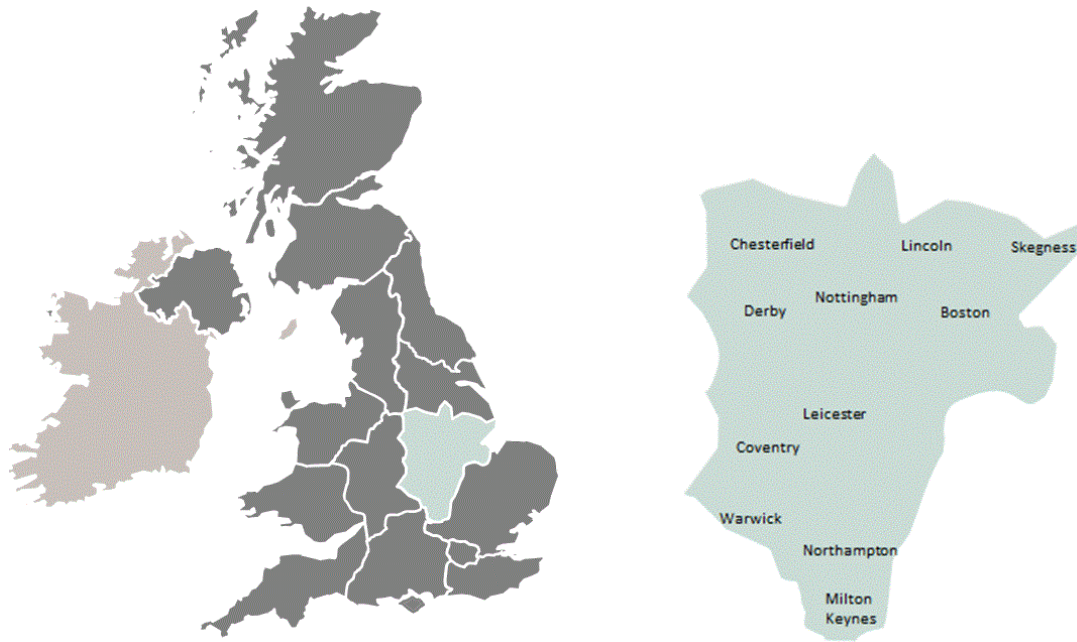 Chesterfield
Lincoln
Skegness
Nottingham
Derby
Boston
Leicester
Coventry
Warwick
Northampton
Milton
Keynes